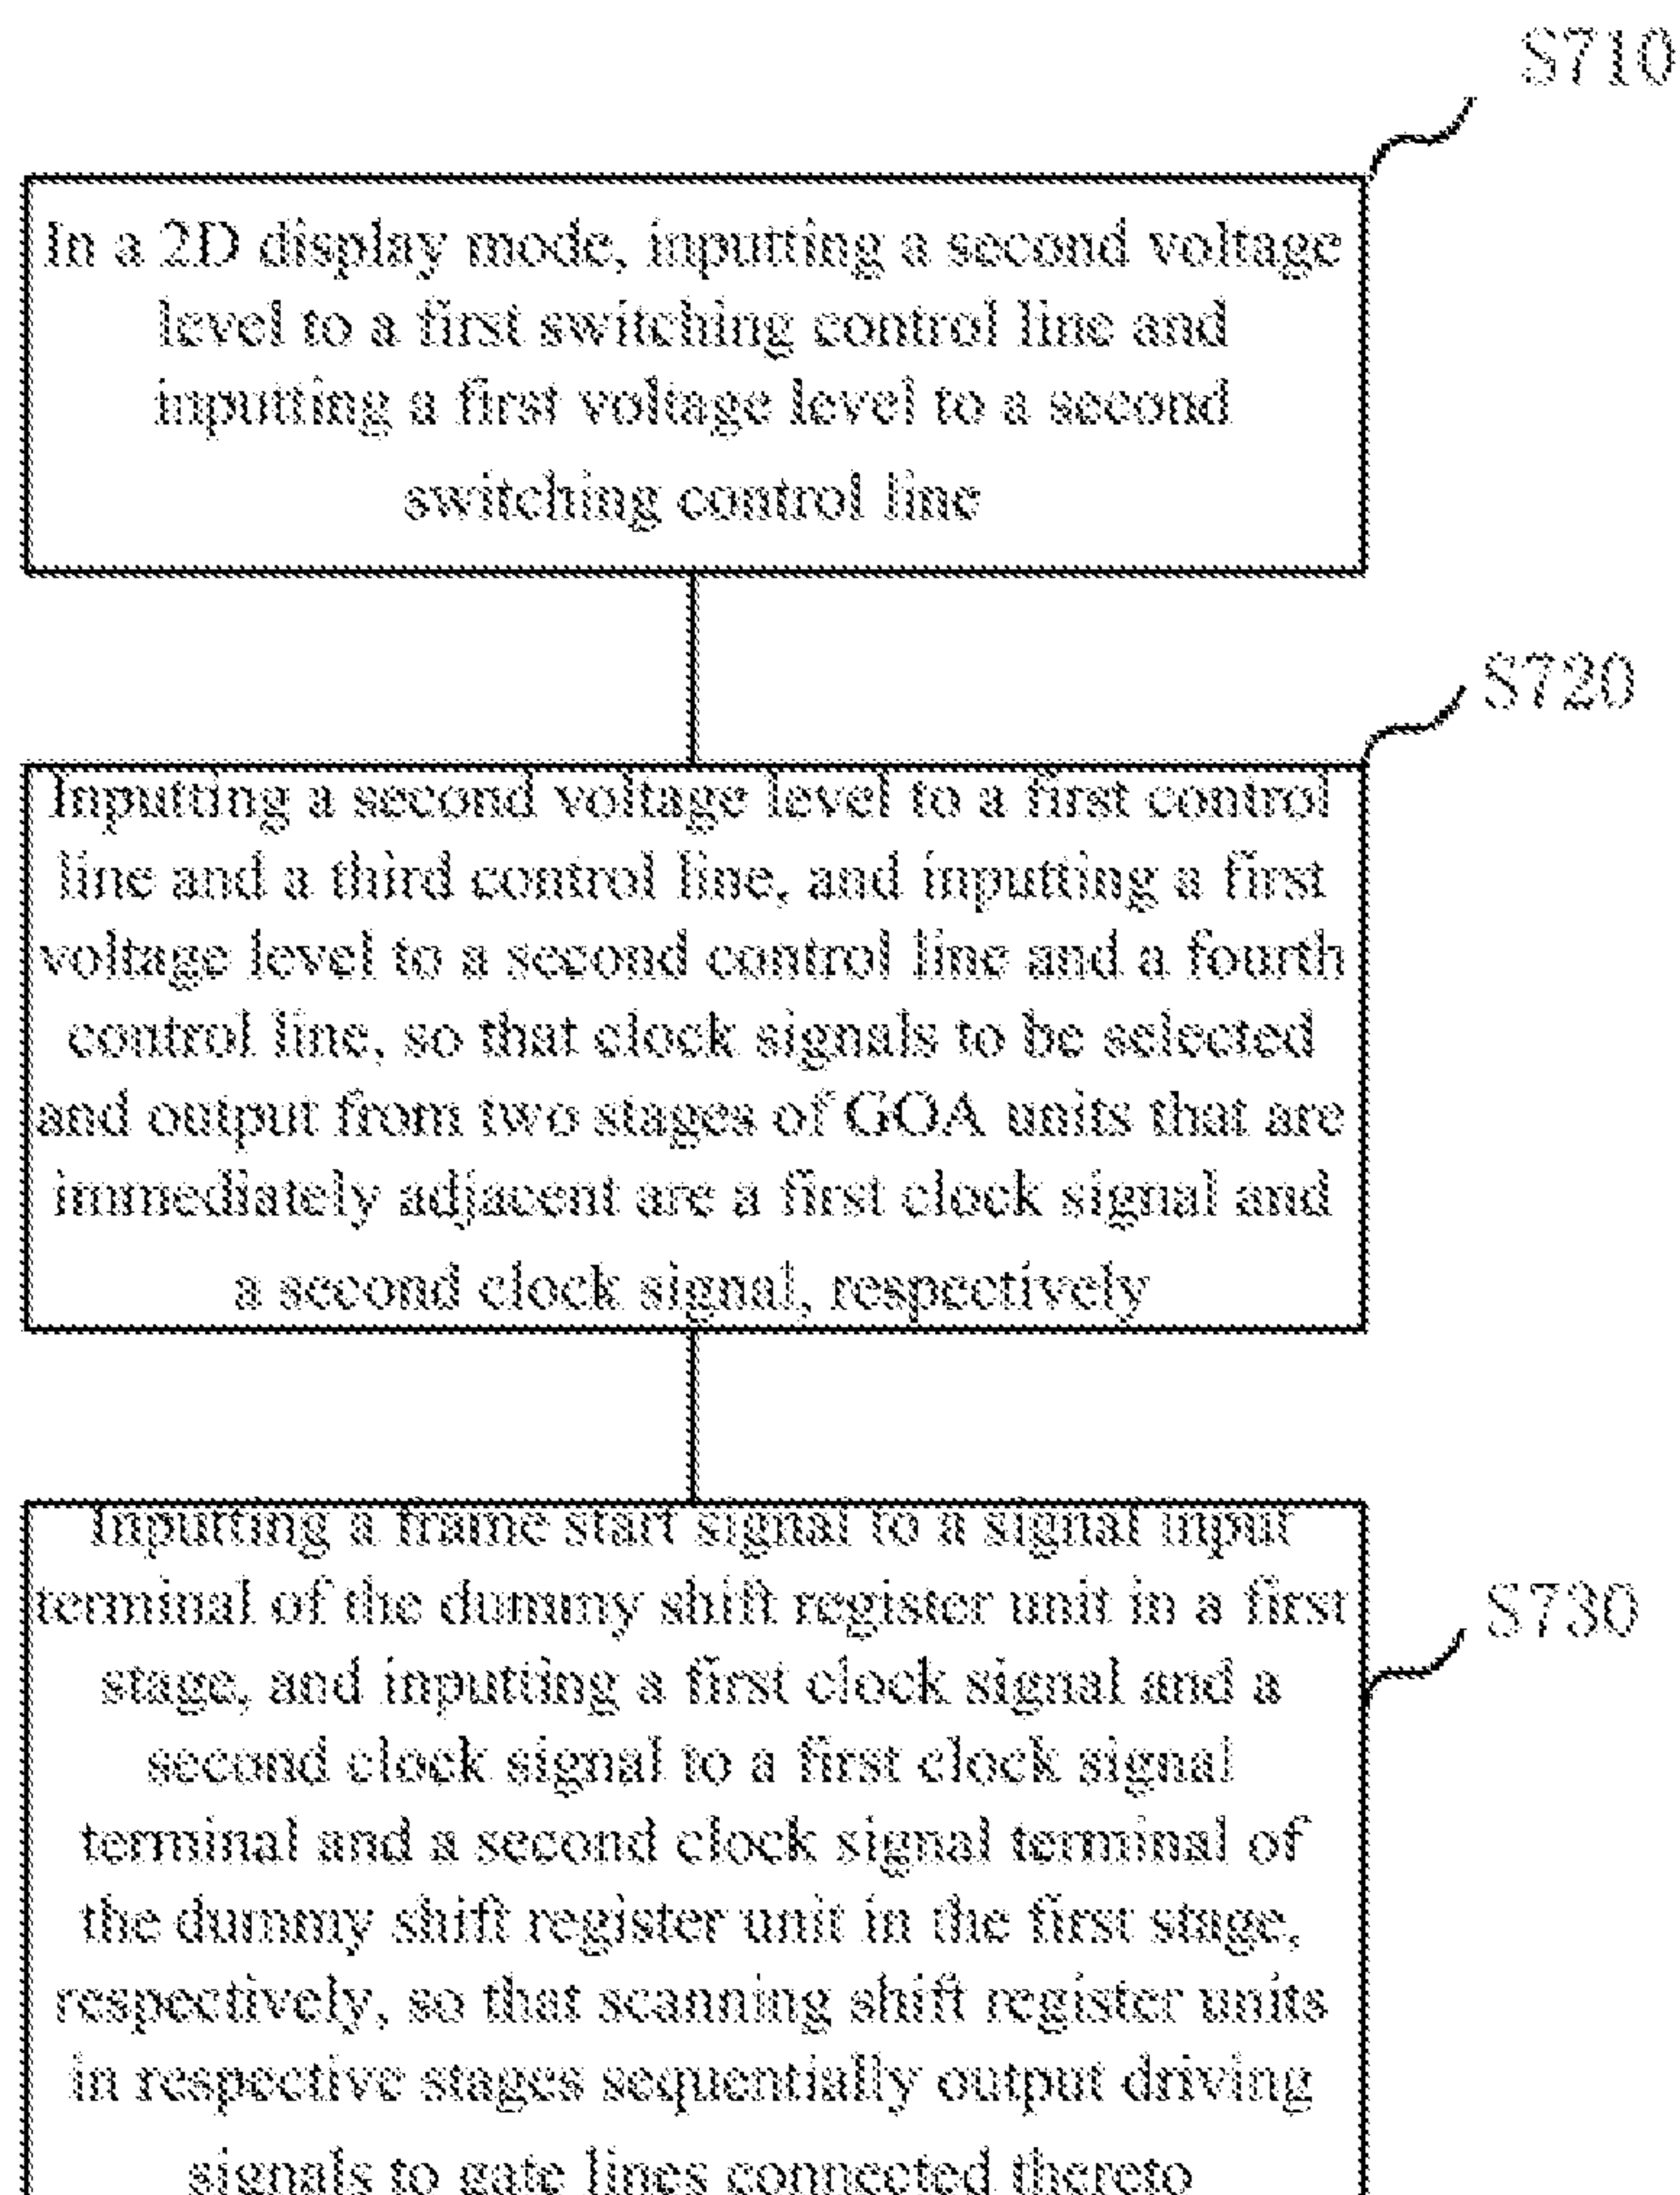 S710
In a 2D display mode, inputting a second voltage
level to a first switching control line and
inputting a first voltage level to a second
switching control line
S720
Inputting a second voltage level to a first control
line and a third control line, and inputting a first
voltage level to a second control line and a fourth
control line, so that clock signals to be selected
and output from two stages of GOA units that are
immediately adjacent are a first clock signal and
a second clock signal, respectively
Inputting a frame start signal to a signal input
terminal of the dummy shift register unit in a first
S730
stage, and inputting a first clock signal and a
second clock signal to a first clock signal
terminal and a second clock signal terminal of
the dummy shift register unit in the first stage,
respectively, so that scanning shift register units
in respective stages sequentially output driving
signals to gate lines connected thereto